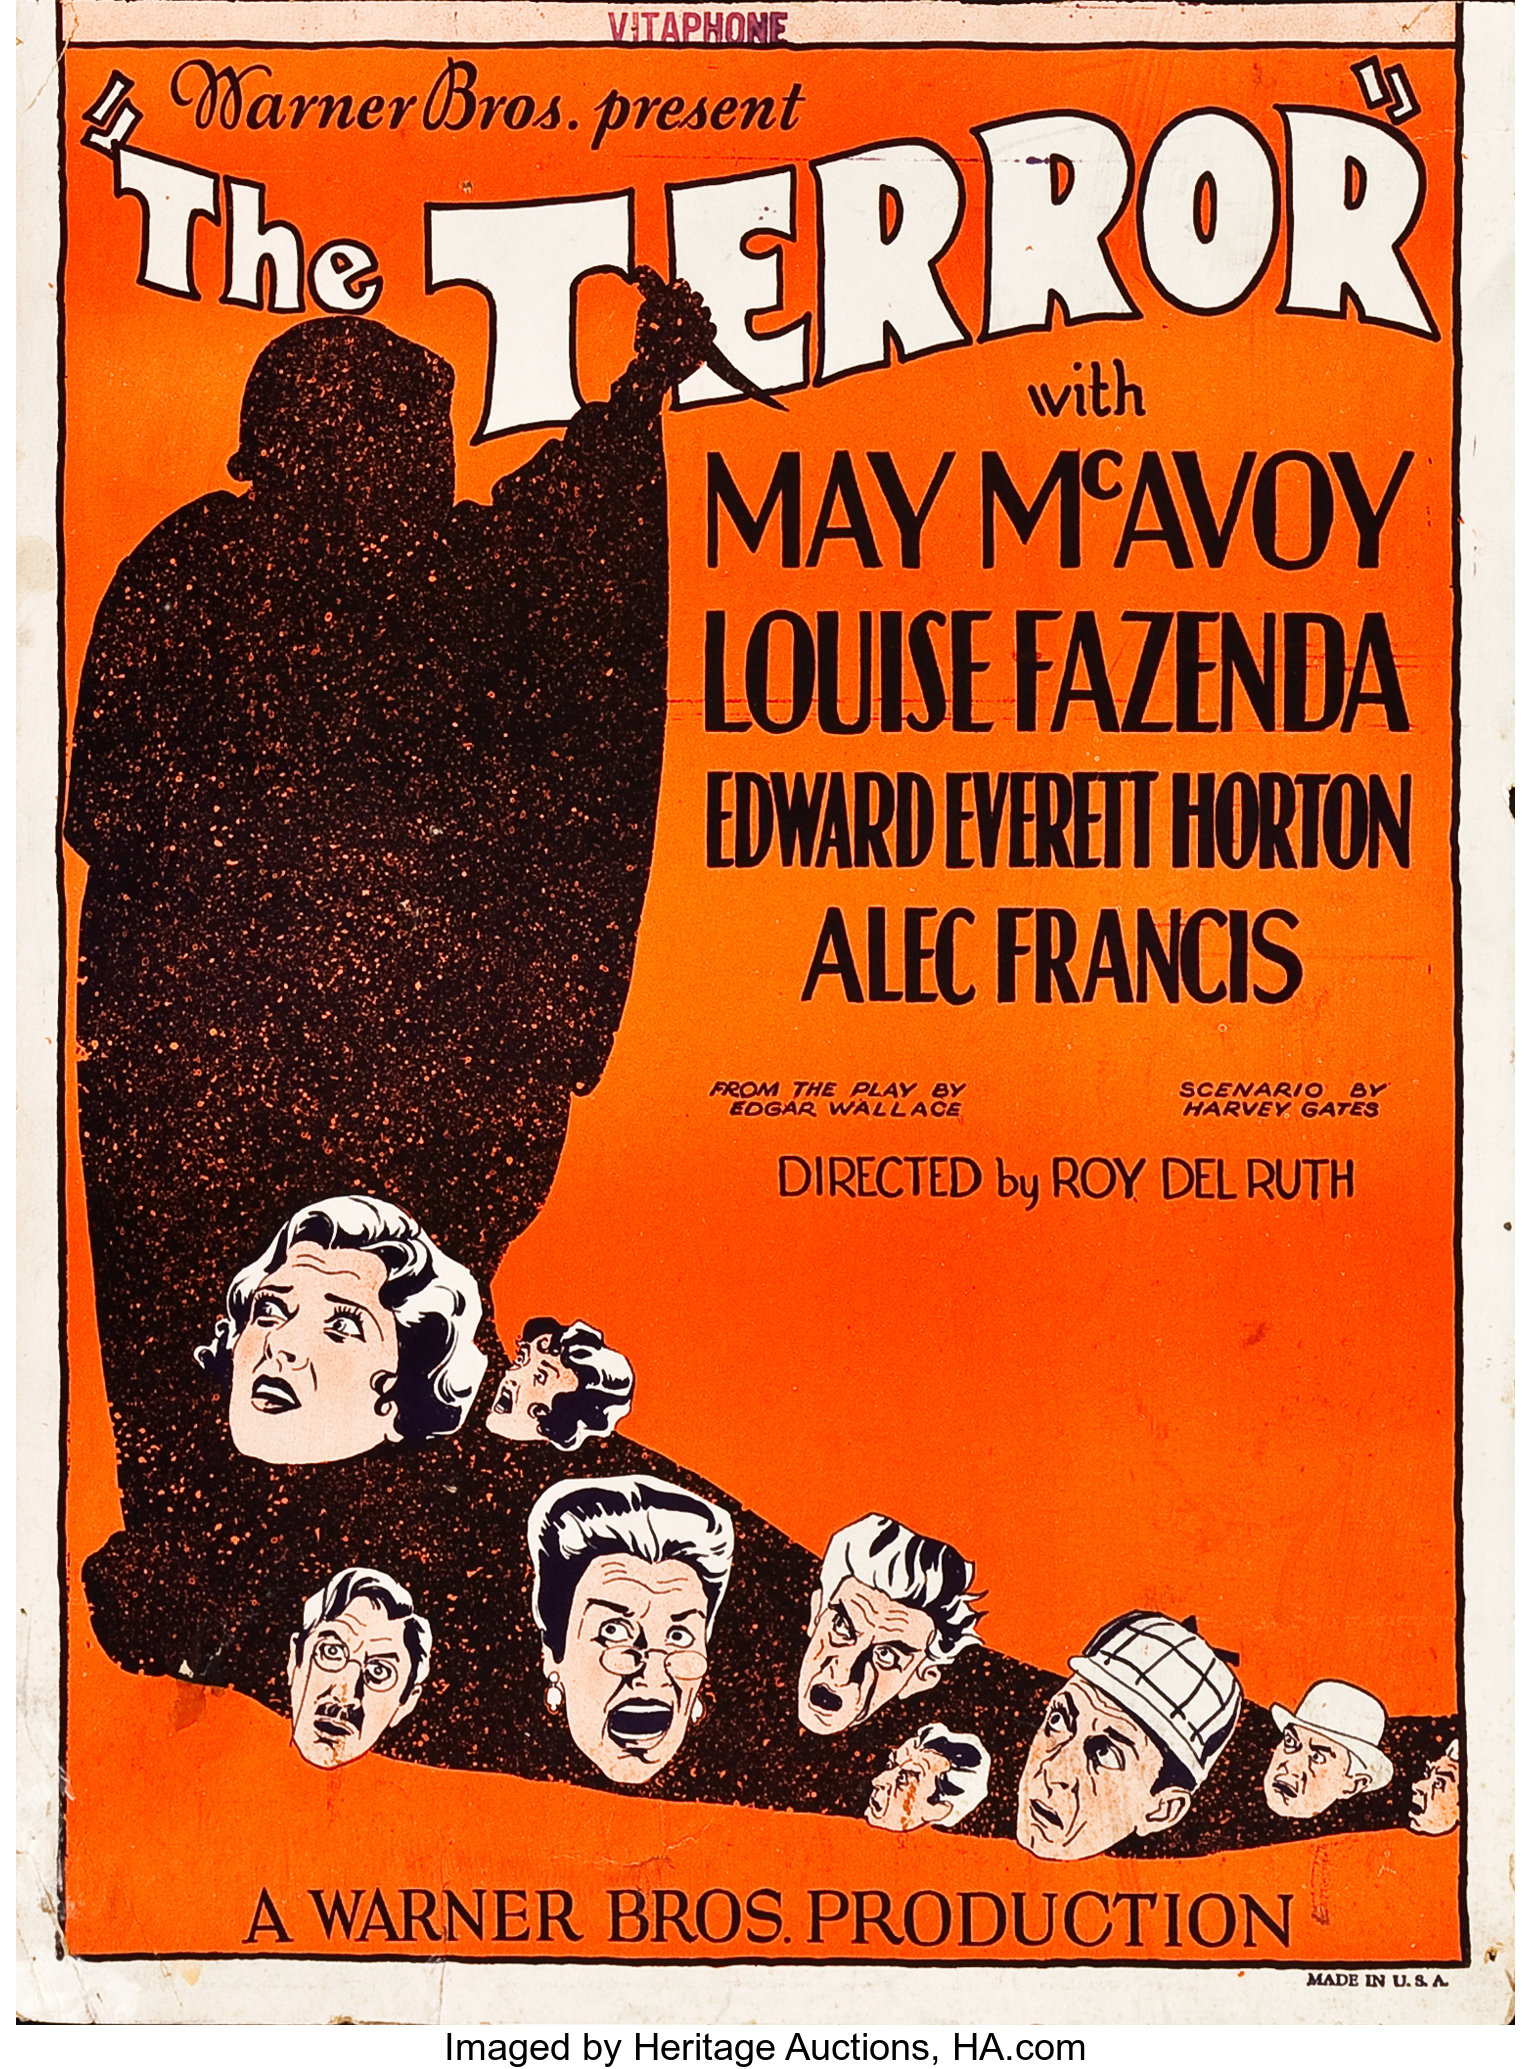 VITAPHONE
Warner Bros. present
"The TERROR"
with
MAY McAVOY
LOUISE FAZENDA
EDWARD EVERETT HORTON
ALEC FRANCIS
FROM THE PLAY BY
EDGAR WALLACE
SCENARIO BY
HARVEY GATES
DIRECTED by ROY DEL RUTH
A WARNER BROS. PRODUCTION
MADE IN U.S.A.
Imaged by Heritage Auctions, HA.com